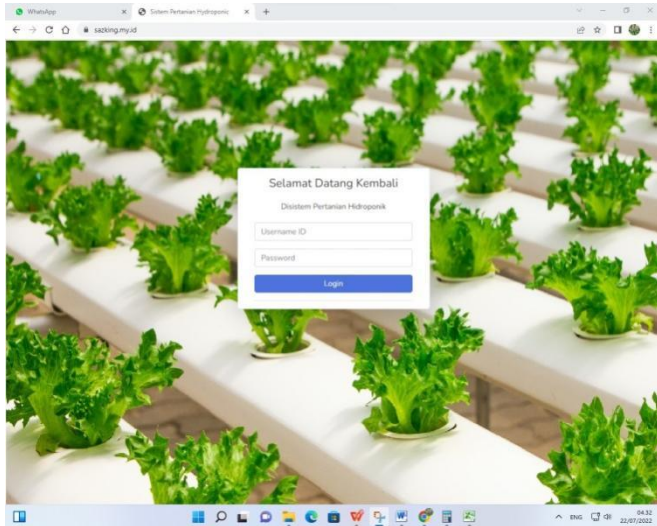 WhatsApp
Sistem Pertanian Hydroponic
sazking.my.id
Selamat Datang Kembali
Disistem Pertanian Hidroponik
Username ID
Password
Login
ENG
04.32
22/07/2022